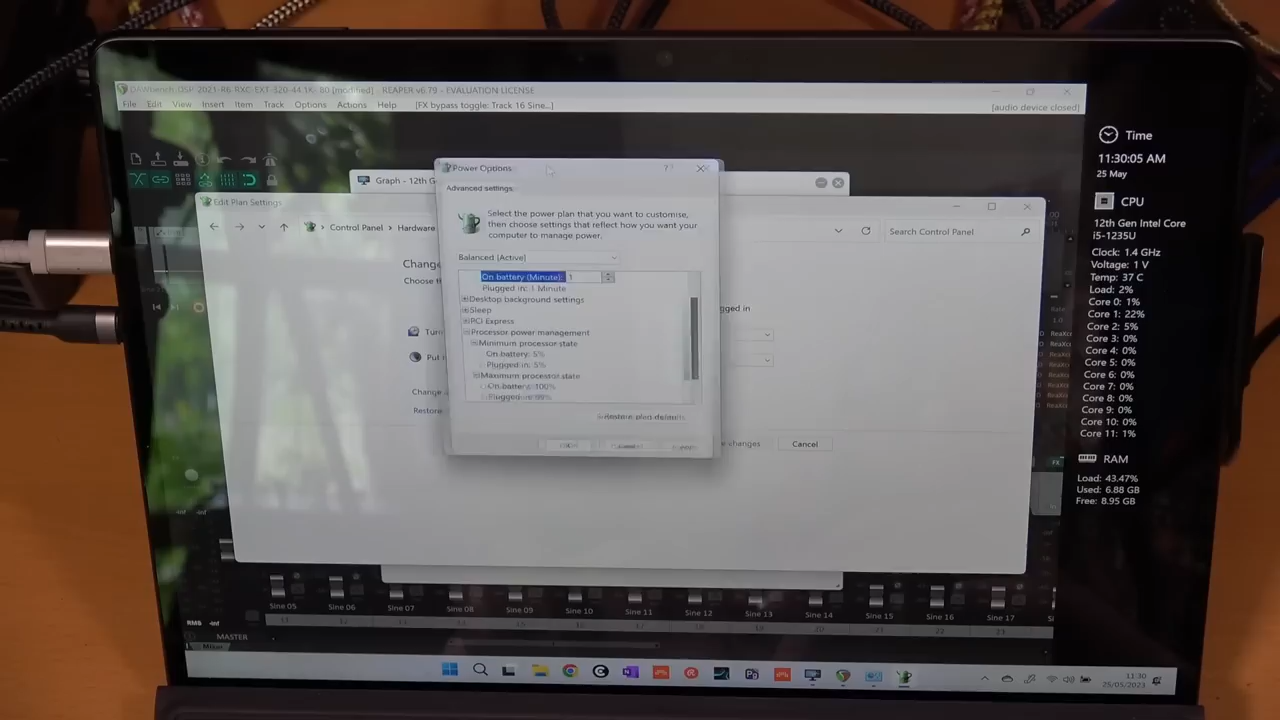 DAWbench-DSP-2021-R6 RXC-EXT-320-44.1K- 80 [modified] - REAPER v6.79 - EVALUATION LICENSE
File Edit View Insert Item Track Options Actions Help [FX bypass toggle: Track 16 Sine...]
[audio device closed]
Graph - 12th G
Power Options
Advanced settings
Select the power plan that you want to customise,
then choose settings that reflect how you want your
computer to manage power.
Balanced [Active]
On battery (Minute): 1
Plugged in: 1 Minute
Desktop background settings
Sleep
PCI Express
Processor power management
Minimum processor state
On battery: 5%
Plugged in: 5%
Maximum processor state
On battery: 100%
Restore plan defaults
Edit Plan Settings
Control Panel
Hardware
Search Control Panel
Change
Choose th
gged in
Turn
Put t
Change
Restore
changes
Cancel
Time
11:30:05 AM
25 May
CPU
12th Gen Intel Core
i5-1235U
Clock: 1.4 GHz
Voltage: 1 V
Temp: 37 C
Load: 2%
Core 0: 1%
Core 1: 22%
Core 2: 5%
Core 3: 0%
Core 4: 0%
Core 5: 0%
Core 6: 0%
Core 7: 0%
Core 8: 0%
Core 9: 0%
Core 10: 0%
Core 11: 1%
RAM
Load: 43.47%
Used: 6.88 GB
Free: 8.95 GB
Sine 05 Sine 06 Sine 07 Sine 08 Sine 09 Sine 10 Sine 11 Sine 12 Sine 13 Sine 14 Sine 15 Sine 16 Sine 17
RMS -inf
MASTER
Mixer
11:30
25/05/2023